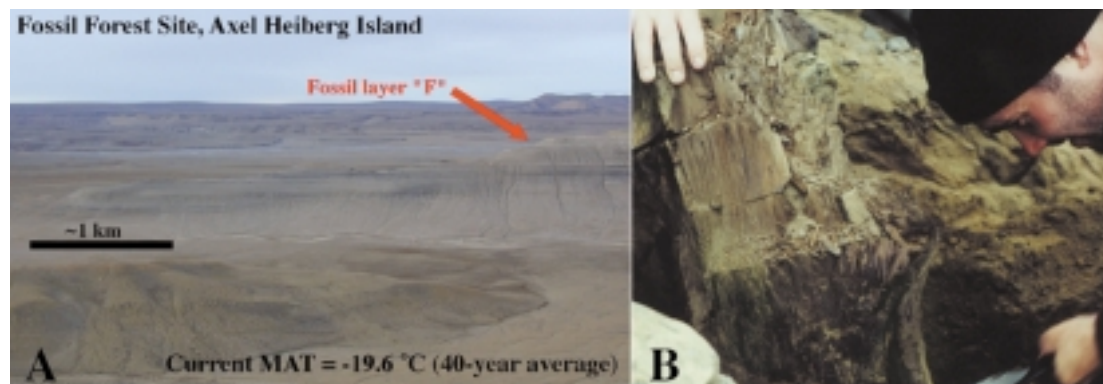 Fossil Forest Site, Axel Heiberg Island
Fossil layer "F"
~1 km
A
Current MAT = -19.6 °C (40-year average)
B